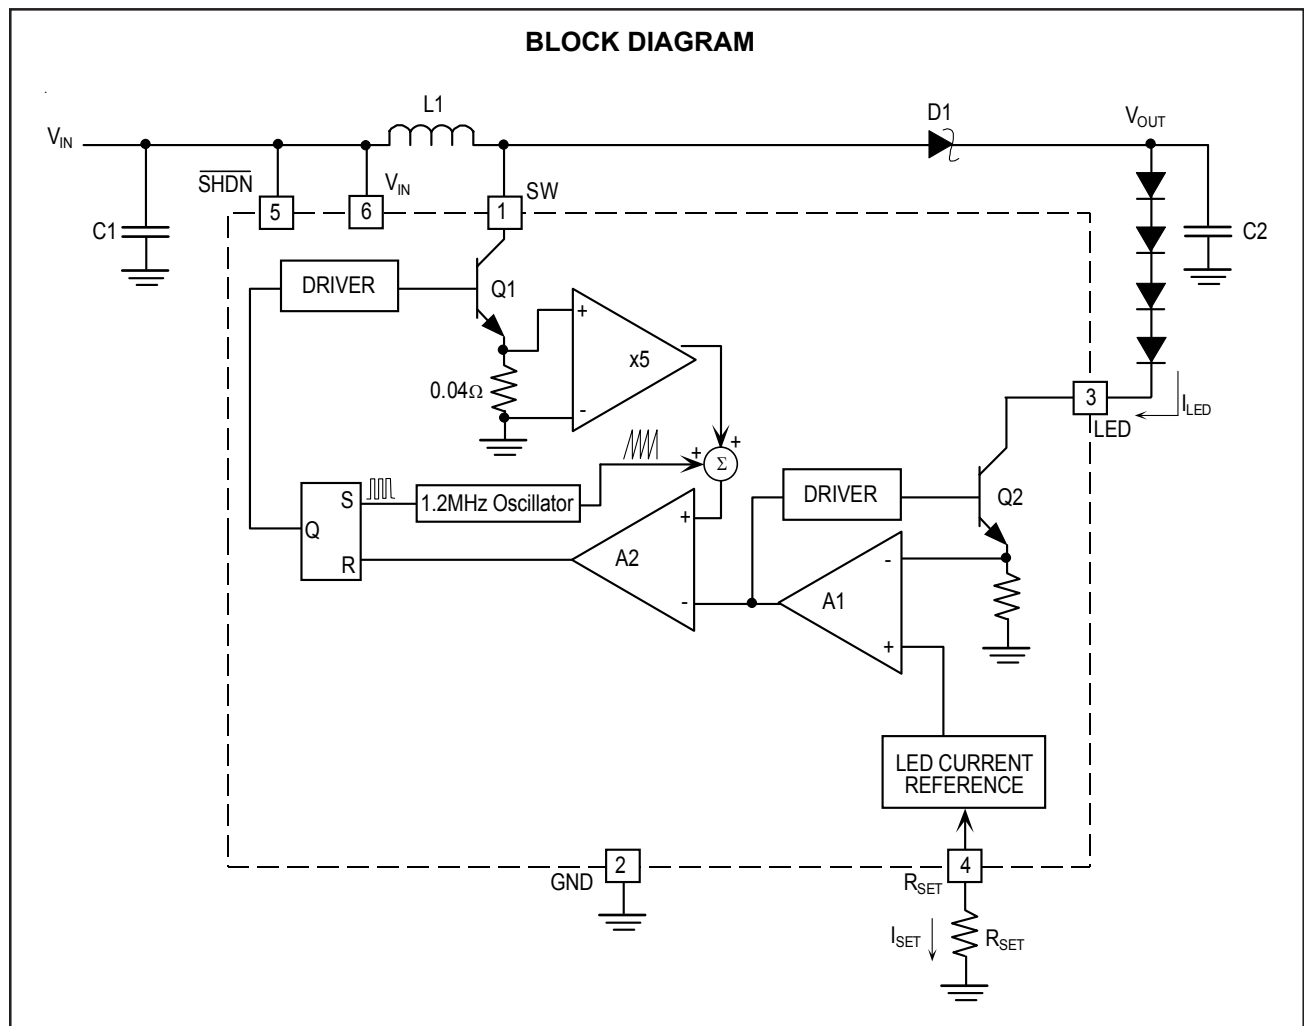 BLOCK DIAGRAM
L1
D1
VOUT
VIN
SHDN
VIN
SW
5
6
1
C1
C2
DRIVER
Q1
+
x5
0.04Ω
-
3
ILED
LED
+
+
Σ
DRIVER
Q2
S
1.2MHz Oscillator
+
Q
A2
-
R
A1
-
+
LED CURRENT
REFERENCE
2
4
GND
RSET
ISET
RSET